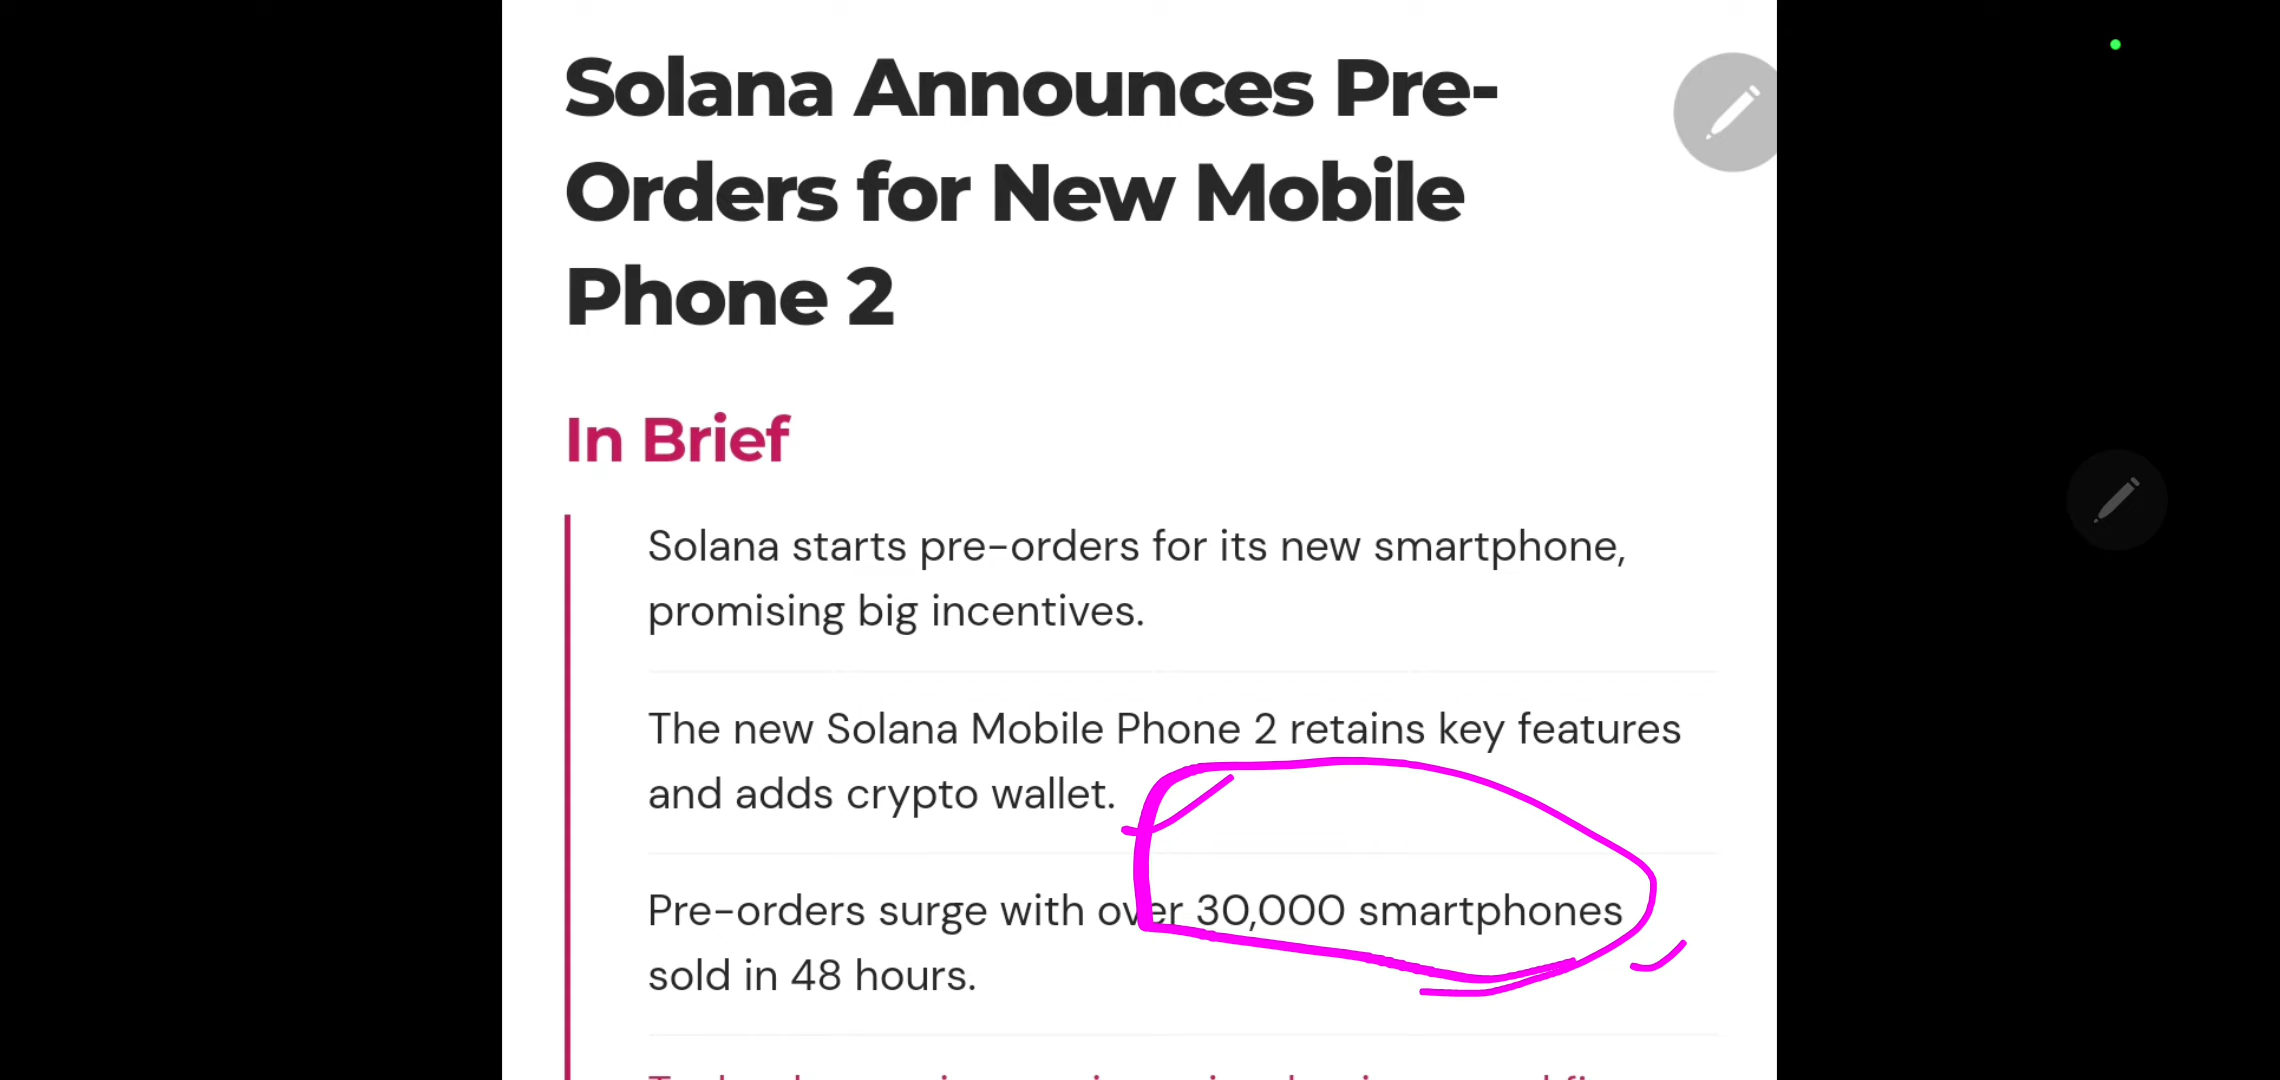 Solana Announces Pre-
Orders for New Mobile
Phone 2
In Brief
Solana starts pre-orders for its new smartphone,
promising big incentives.
The new Solana Mobile Phone 2 retains key features
and adds crypto wallet.
Pre-orders surge with over 30,000 smartphones
sold in 48 hours.